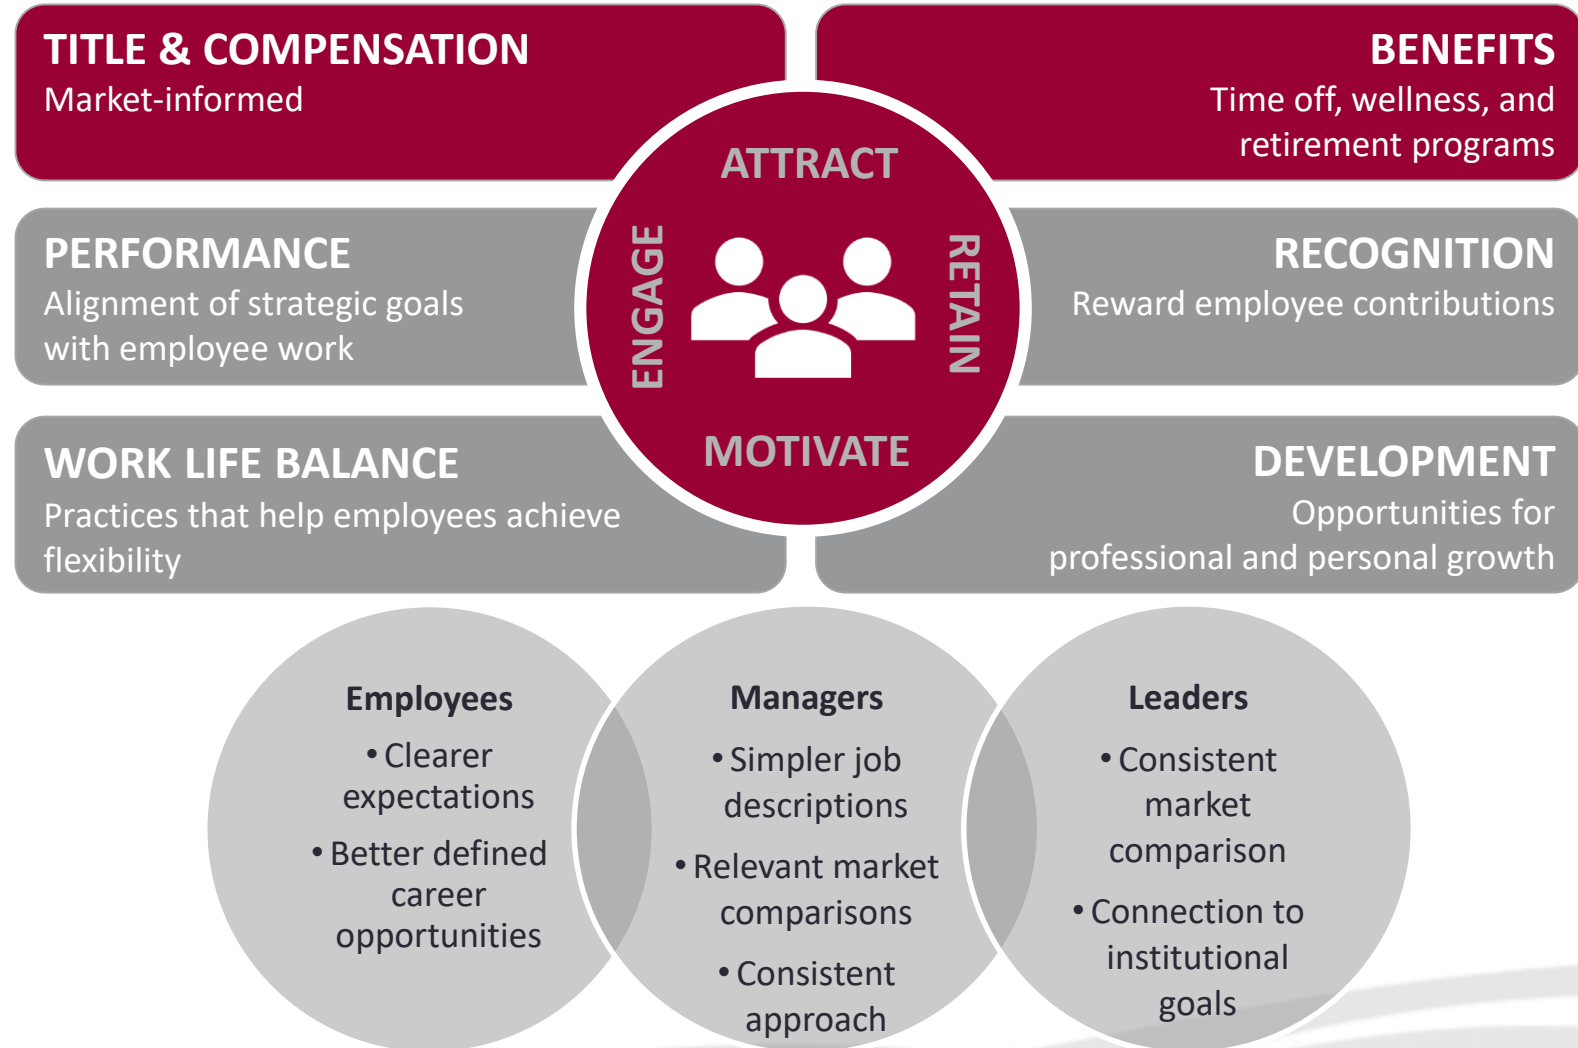 TITLE & COMPENSATION
Market-informed
BENEFITS
Time off, wellness, and
retirement programs
PERFORMANCE
Alignment of strategic goals
with employee work
ATTRACT
ENGAGE
RETAIN
MOTIVATE
RECOGNITION
Reward employee contributions
WORK LIFE BALANCE
Practices that help employees achieve
flexibility
DEVELOPMENT
Opportunities for
professional and personal growth
Employees
• Clearer
expectations
• Better defined
career
opportunities
Managers
• Simpler job
descriptions
• Relevant market
comparisons
• Consistent
approach
Leaders
• Consistent
market
comparison
• Connection to
institutional
goals